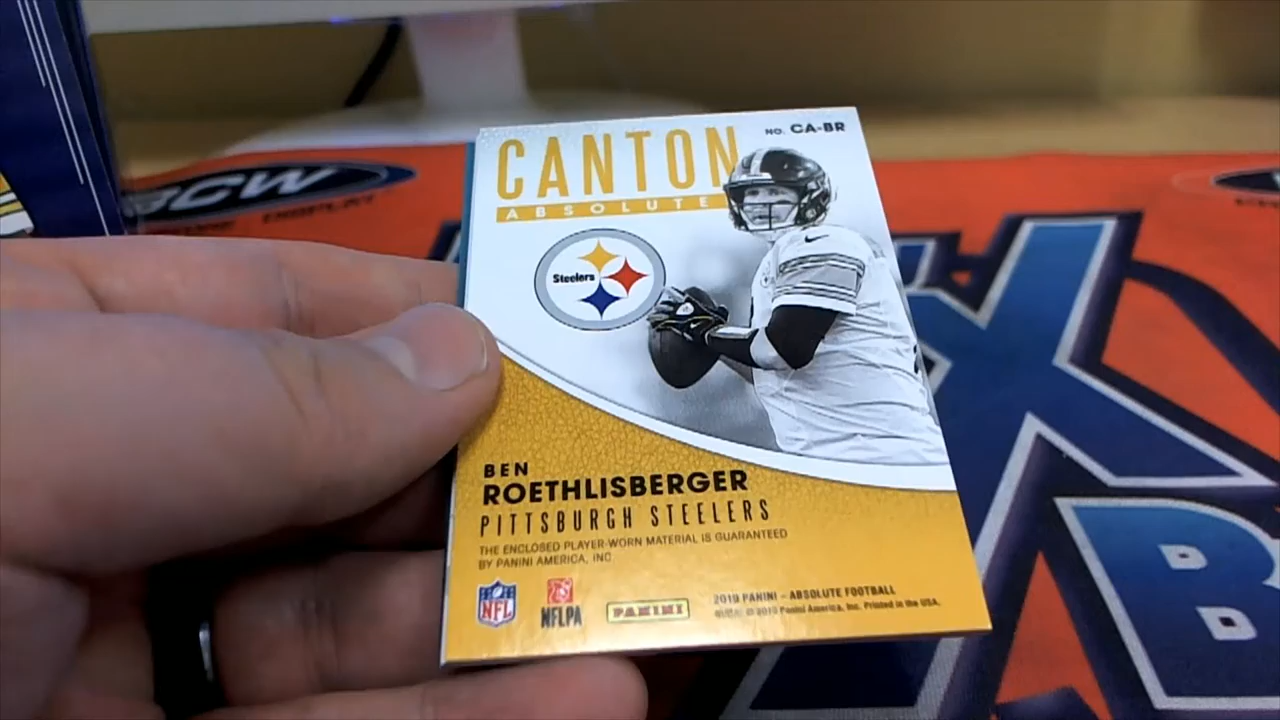 CANTON
ABSOLUTE
NO. CA-BR
Steelers
BEN
ROETHLISBERGER
PITTSBURGH STEELERS
THE ENCLOSED PLAYER-WORN MATERIAL IS GUARANTEED
BY PANINI AMERICA, INC.
NFL
NFLPA
PANINI
2019 PANINI – ABSOLUTE FOOTBALL
© 2019 Panini America, Inc. Printed in the USA.
BCW
DISPLAY
X
B